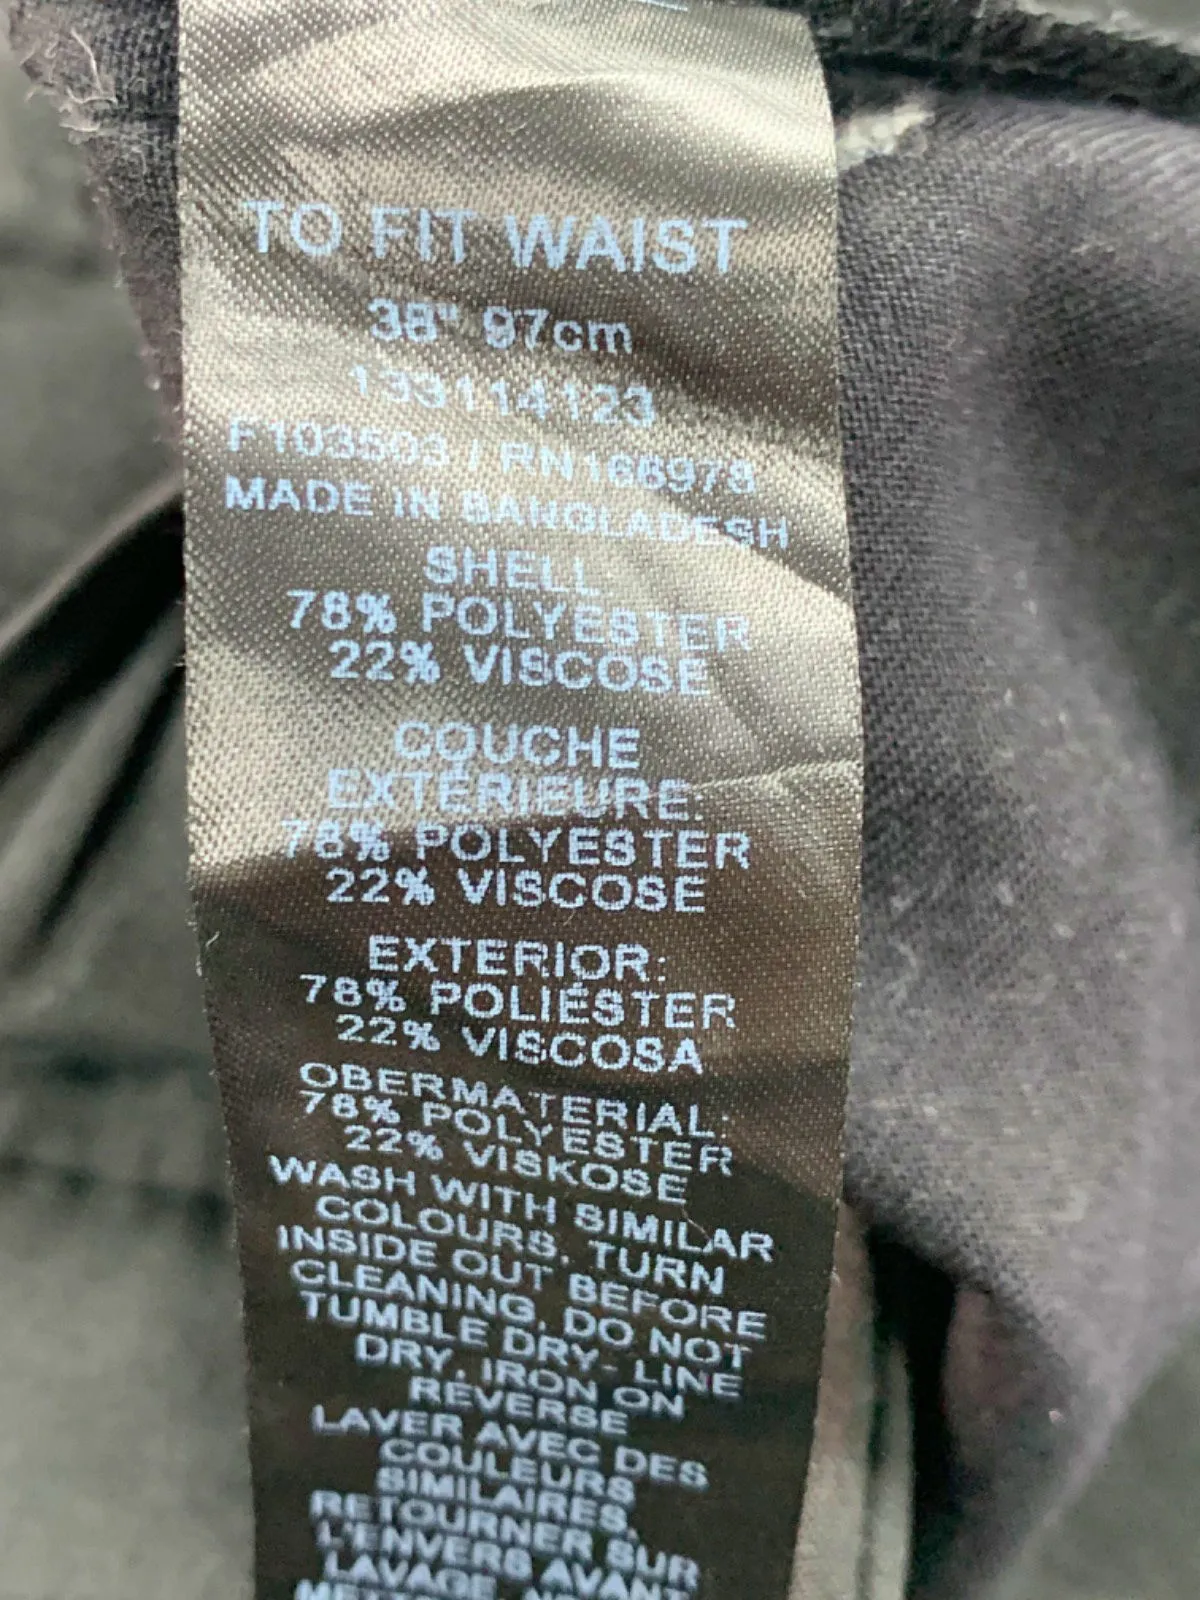 TO FIT WAIST
38" 97cm
133114123
F103503 / RN166978
MADE IN BANGLADESH
SHELL
78% POLYESTER
22% VISCOSE
COUCHE
EXTÉRIEURE:
78% POLYESTER
22% VISCOSE
EXTERIOR:
78% POLIÉSTER
22% VISCOSA
OBERMATERIAL:
78% POLYESTER
22% VISKOSE
WASH WITH SIMILAR
COLOURS, TURN
INSIDE OUT BEFORE
CLEANING, DO NOT
TUMBLE DRY- LINE
DRY, IRON ON
REVERSE
LAVER AVEC DES
COULEURS
SIMILAIRES,
RETOURNER SUR
L'ENVERS AVANT
LAVAGE,